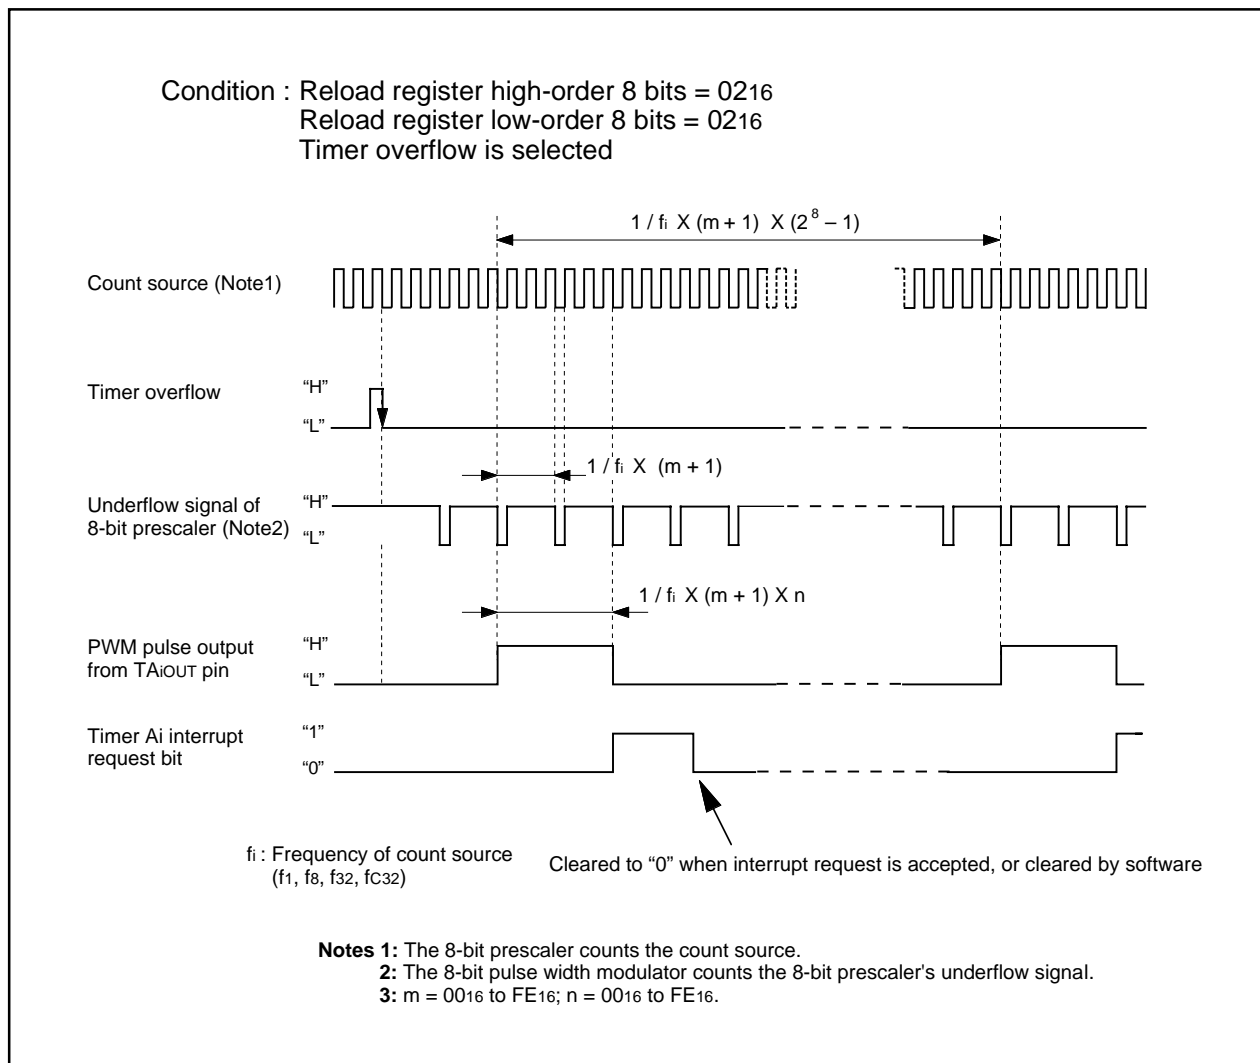 Condition : Reload register high-order 8 bits = 0216
Reload register low-order 8 bits = 0216
Timer overflow is selected
1 / fi X (m + 1) X (2^8 – 1)
Count source (Note1)
Timer overflow
“H”
“L”
1 / fi X (m + 1)
Underflow signal of
8-bit prescaler (Note2)
“H”
“L”
1 / fi X (m + 1) X n
PWM pulse output
from TAiOUT pin
“H”
“L”
Timer Ai interrupt
request bit
“1”
“0”
fi : Frequency of count source
(f1, f8, f32, fC32)
Cleared to “0” when interrupt request is accepted, or cleared by software
Notes 1: The 8-bit prescaler counts the count source.
2: The 8-bit pulse width modulator counts the 8-bit prescaler's underflow signal.
3: m = 0016 to FE16; n = 0016 to FE16.